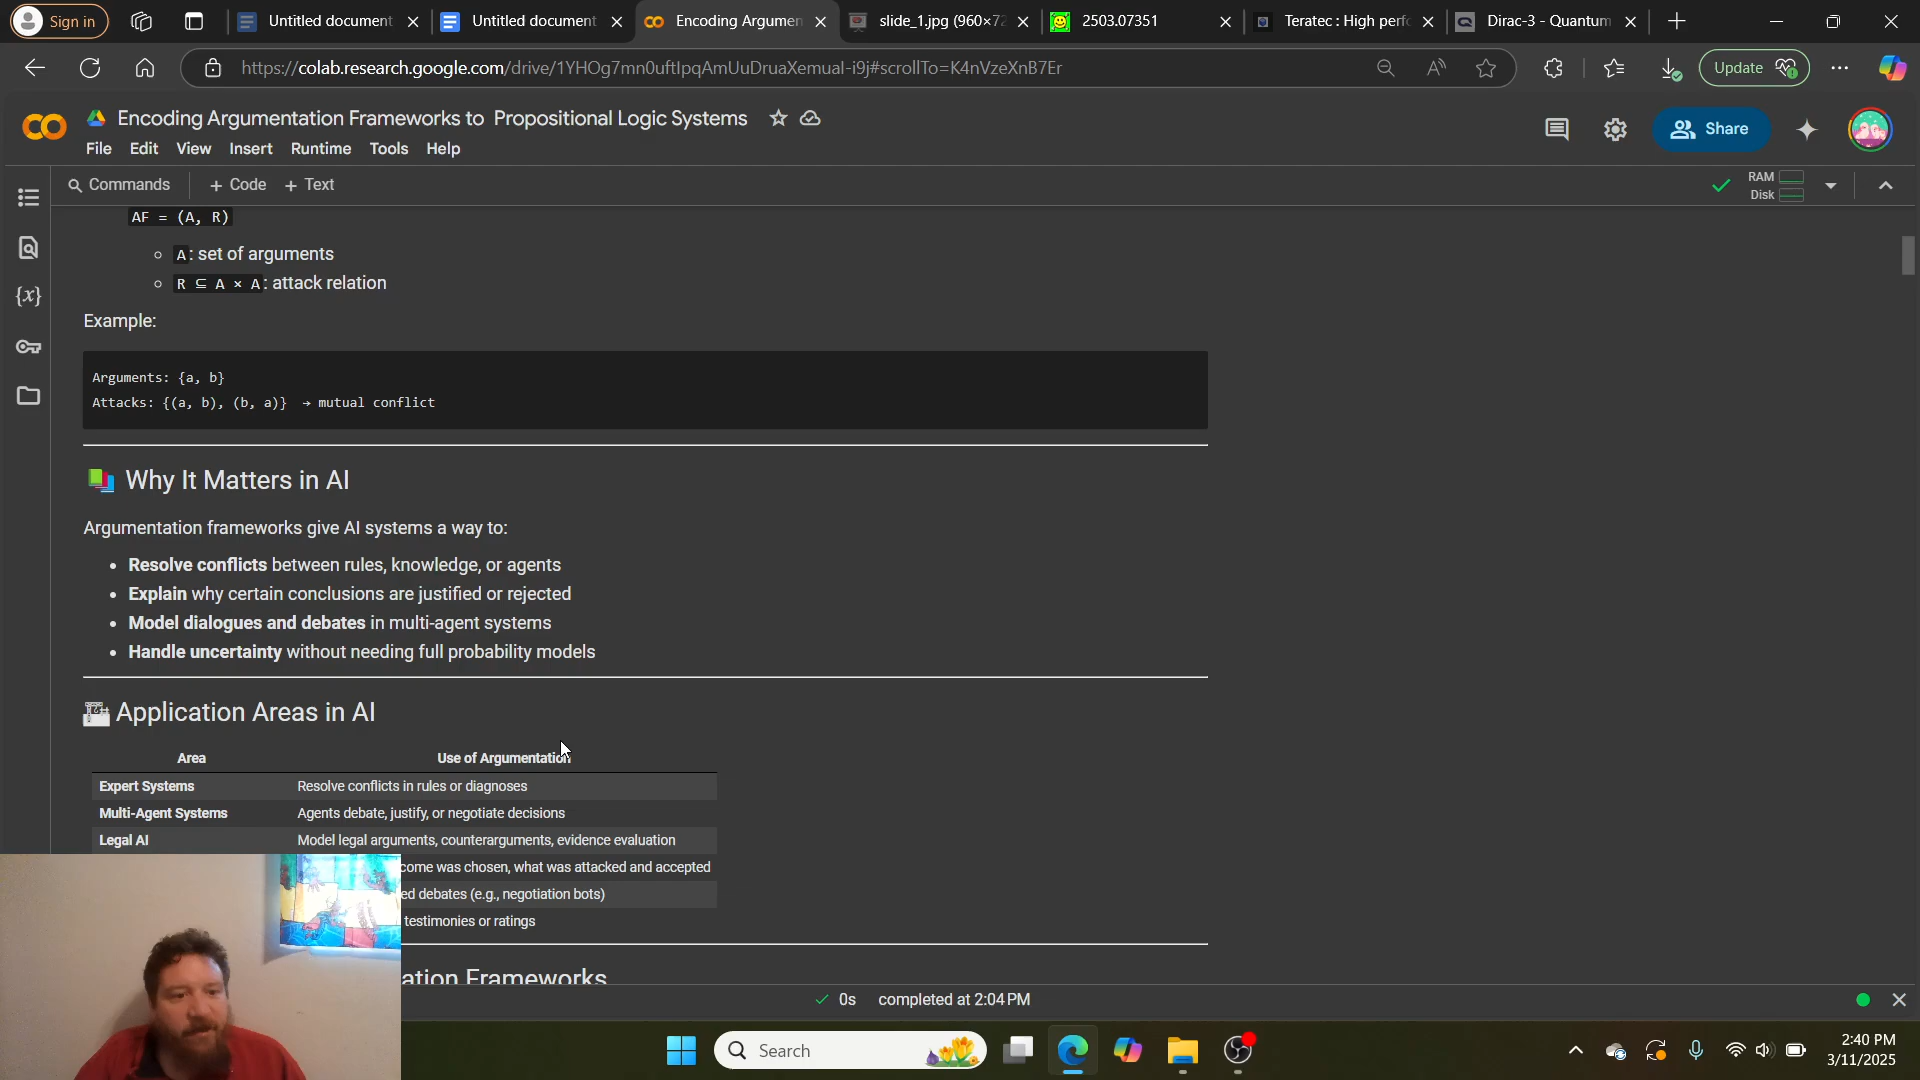 Sign in
Untitled document
Untitled document
Encoding Argumen
slide_1.jpg (960×72
2503.07351
Teratec : High perfo
Dirac-3 - Quantum
https://colab.research.google.com/drive/1YHOg7mn0uftIpqAmUuDruaXemual-i9j#scrollTo=K4nVzeXnB7Er
Update
Encoding Argumentation Frameworks to Propositional Logic Systems
File Edit View Insert Runtime Tools Help
Share
Commands + Code + Text
RAM
Disk
AF = (A, R)
A: set of arguments
R ⊆ A × A: attack relation
Example:
Arguments: {a, b}
Attacks: {(a, b), (b, a)} → mutual conflict
Why It Matters in AI
Argumentation frameworks give AI systems a way to:
• Resolve conflicts between rules, knowledge, or agents
• Explain why certain conclusions are justified or rejected
• Model dialogues and debates in multi-agent systems
• Handle uncertainty without needing full probability models
Application Areas in AI
Area Use of Argumentation
Expert Systems Resolve conflicts in rules or diagnoses
Multi-Agent Systems Agents debate, justify, or negotiate decisions
Legal AI Model legal arguments, counterarguments, evidence evaluation
come was chosen, what was attacked and accepted
ed debates (e.g., negotiation bots)
testimonies or ratings
ation Frameworks
0s completed at 2:04 PM
Search
2:40 PM
3/11/2025